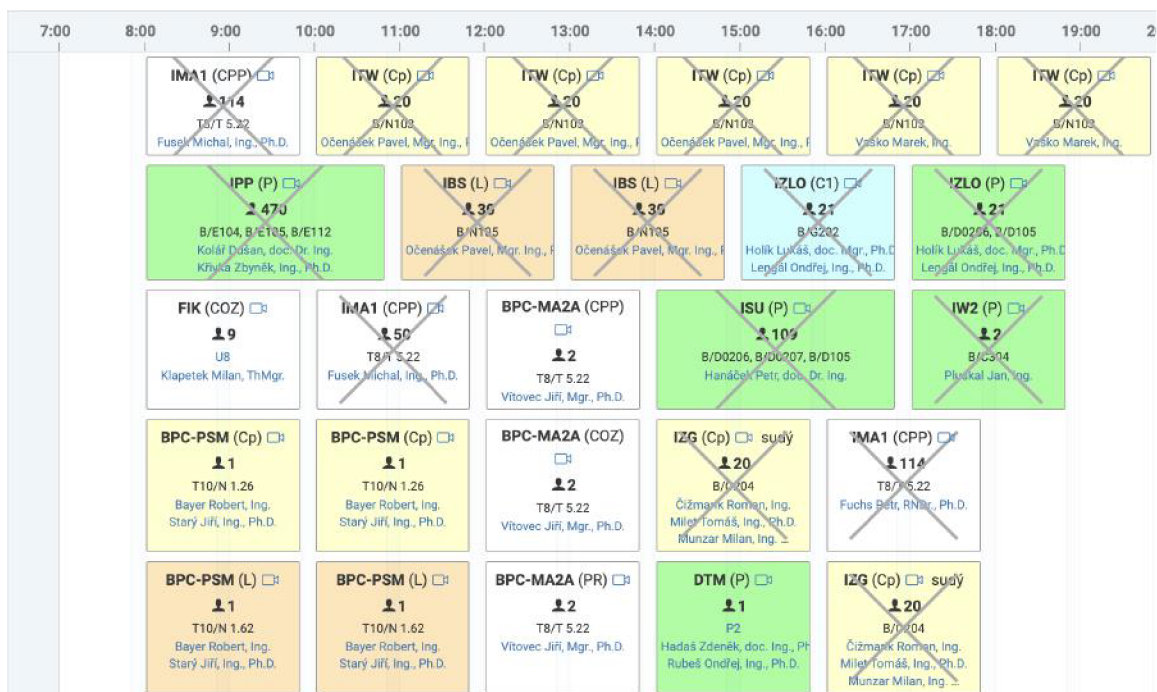 7:00 8:00 9:00 10:00 11:00 12:00 13:00 14:00 15:00 16:00 17:00 18:00 19:00 2
IMA1 (CPP)
114
T8/T 5.22
Fusek Michal, Ing., Ph.D.
ITW (Cp)
20
B/N103
Očenášek Pavel, Mgr. Ing., F
ITW (Cp)
20
B/N103
Očenášek Pavel, Mgr. Ing., F
ITW (Cp)
20
B/N103
Očenášek Pavel, Mgr. Ing., F
ITW (Cp)
20
B/N103
Vaško Marek, Ing.
ITW (Cp)
20
B/N103
Vaško Marek, Ing.
IPP (P)
470
B/E104, B/E105, B/E112
Kolář Dušan, doc. Dr. Ing.
Křivka Zbyněk, Ing., Ph.D.
IBS (L)
30
B/N105
Očenášek Pavel, Mgr. Ing., F
IBS (L)
30
B/N105
Očenášek Pavel, Mgr. Ing., F
IZLO (C1)
21
B/G202
Holík Lukáš, doc. Mgr., Ph.D
Lengál Ondřej, Ing., Ph.D.
IZLO (P)
21
B/D0206, B/D105
Holík Lukáš, doc. Mgr., Ph.D
Lengál Ondřej, Ing., Ph.D.
FIK (COZ)
9
U8
Klapetek Milan, ThMgr.
IMA1 (CPP)
50
T8/T 5.22
Fusek Michal, Ing., Ph.D.
BPC-MA2A (CPP)
2
T8/T 5.22
Vítovec Jiří, Mgr., Ph.D.
ISU (P)
109
B/D0206, B/D0207, B/D105
Hanáček Petr, doc. Dr. Ing.
IW2 (P)
2
B/C304
Pluskal Jan, Ing.
BPC-PSM (Cp)
1
T10/N 1.26
Bayer Robert, Ing.
Starý Jiří, Ing., Ph.D.
BPC-PSM (Cp)
1
T10/N 1.26
Bayer Robert, Ing.
Starý Jiří, Ing., Ph.D.
BPC-MA2A (COZ)
2
T8/T 5.22
Vítovec Jiří, Mgr., Ph.D.
IZG (Cp) sudý
20
B/O204
Čižmarik Roman, Ing.
Milet Tomáš, Ing., Ph.D.
Munzar Milan, Ing. ...
IMA1 (CPP)
114
T8/T 5.22
Fuchs Petr, RNDr., Ph.D.
BPC-PSM (L)
1
T10/N 1.62
Bayer Robert, Ing.
Starý Jiří, Ing., Ph.D.
BPC-PSM (L)
1
T10/N 1.62
Bayer Robert, Ing.
Starý Jiří, Ing., Ph.D.
BPC-MA2A (PR)
2
T8/T 5.22
Vítovec Jiří, Mgr., Ph.D.
DTM (P)
1
P2
Hadaš Zdeněk, doc. Ing., Ph
Rubeš Ondřej, Ing., Ph.D.
IZG (Cp) sudý
20
B/O204
Čižmarik Roman, Ing.
Milet Tomáš, Ing., Ph.D.
Munzar Milan, Ing. ...